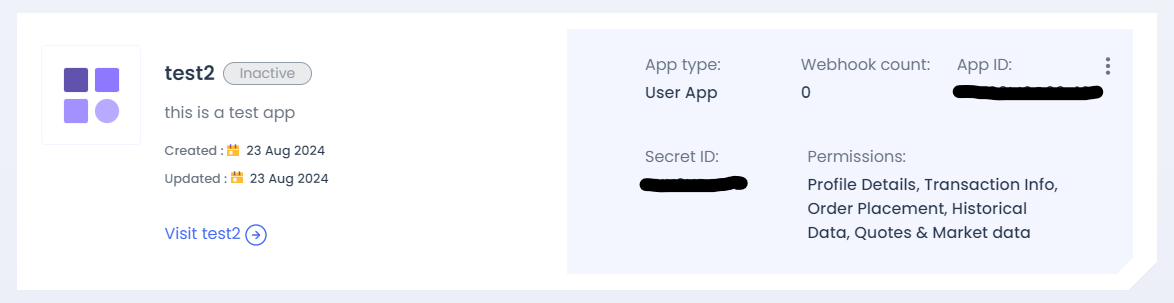 test2 Inactive
this is a test app
Created : 23 Aug 2024
Updated : 23 Aug 2024
Visit test2
App type:
User App
Webhook count:
0
App ID:
Secret ID:
Permissions:
Profile Details, Transaction Info,
Order Placement, Historical
Data, Quotes & Market data